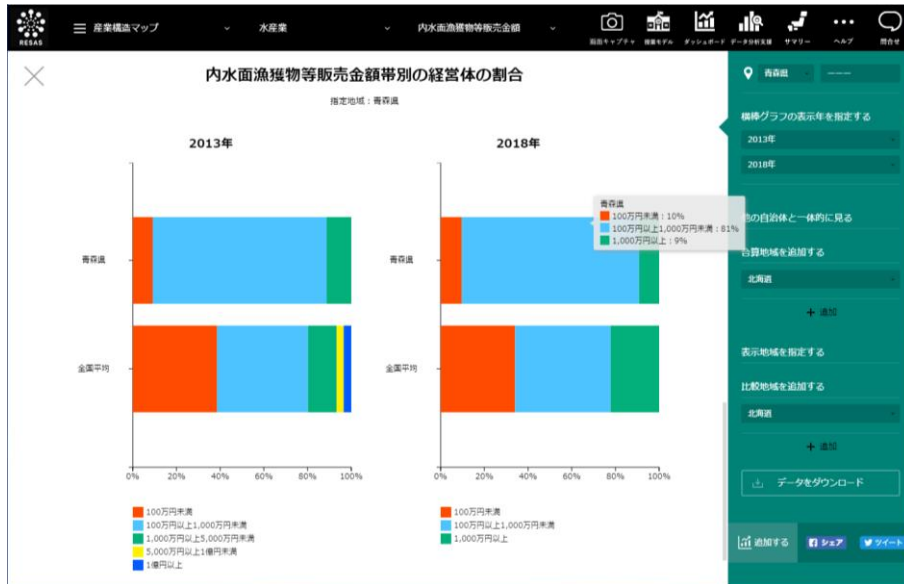 RESAS
産業構造マップ
水産業
内水面漁獲物等販売金額
画面キャプチャ
提案モデル
ダッシュボード
データ分析支援
サマリー
ヘルプ
問合せ
内水面漁獲物等販売金額帯別の経営体の割合
指定地域：青森県
2013年
青森県
全国平均
0%
20%
40%
60%
80%
100%
100万円未満
100万円以上1,000万円未満
1,000万円以上5,000万円未満
5,000万円以上1億円未満
1億円以上
2018年
青森県
全国平均
青森県
100万円未満：10%
100万円以上1,000万円未満：81%
1,000万円以上：9%
0%
20%
40%
60%
80%
100%
100万円未満
100万円以上1,000万円未満
1,000万円以上
青森県
横棒グラフの表示年を指定する
2013年
2018年
他の自治体と一体的に見る
合算地域を追加する
北海道
＋ 追加
表示地域を指定する
比較地域を追加する
北海道
＋ 追加
データをダウンロード
追加する
シェア
ツイート